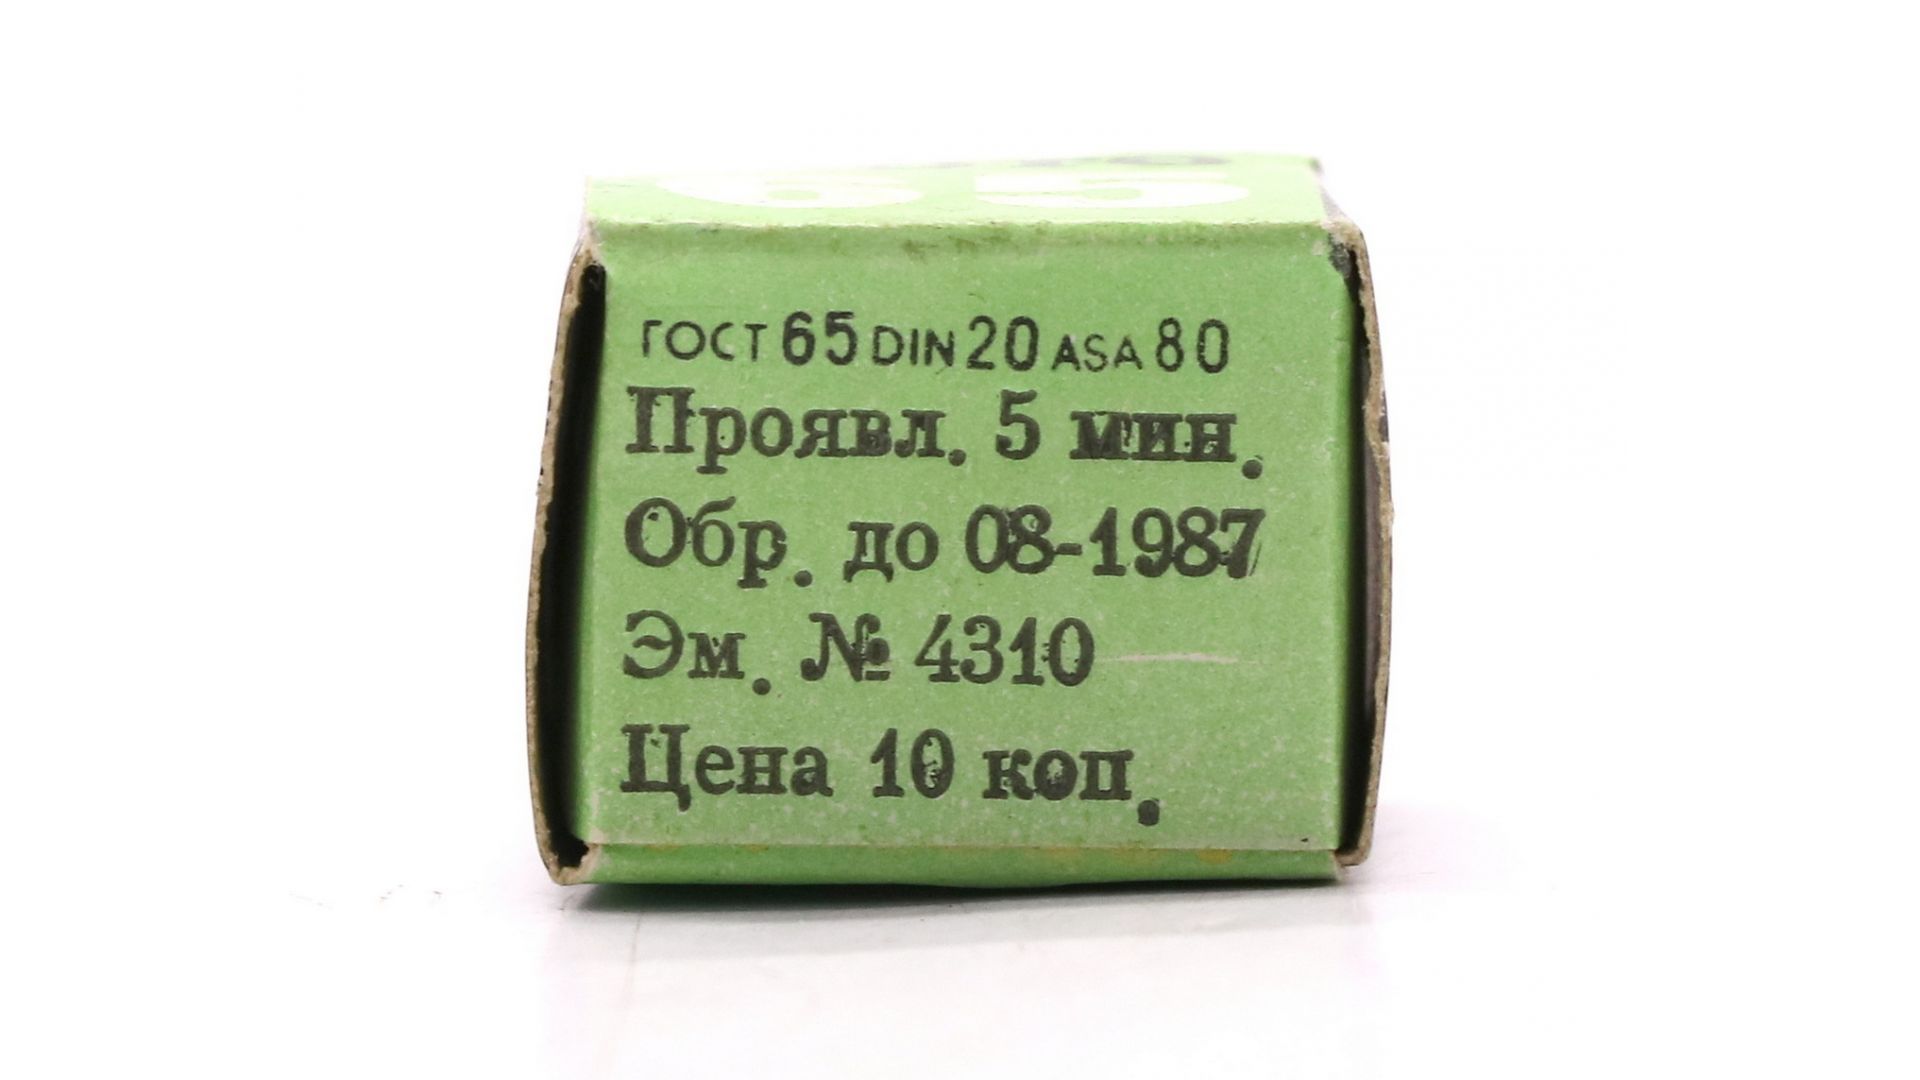 65
ГОСТ 65 DIN 20 ASA 80
Проявл. 5 мин.
Обр. до 08-1987
Эм. № 4310
Цена 10 коп.